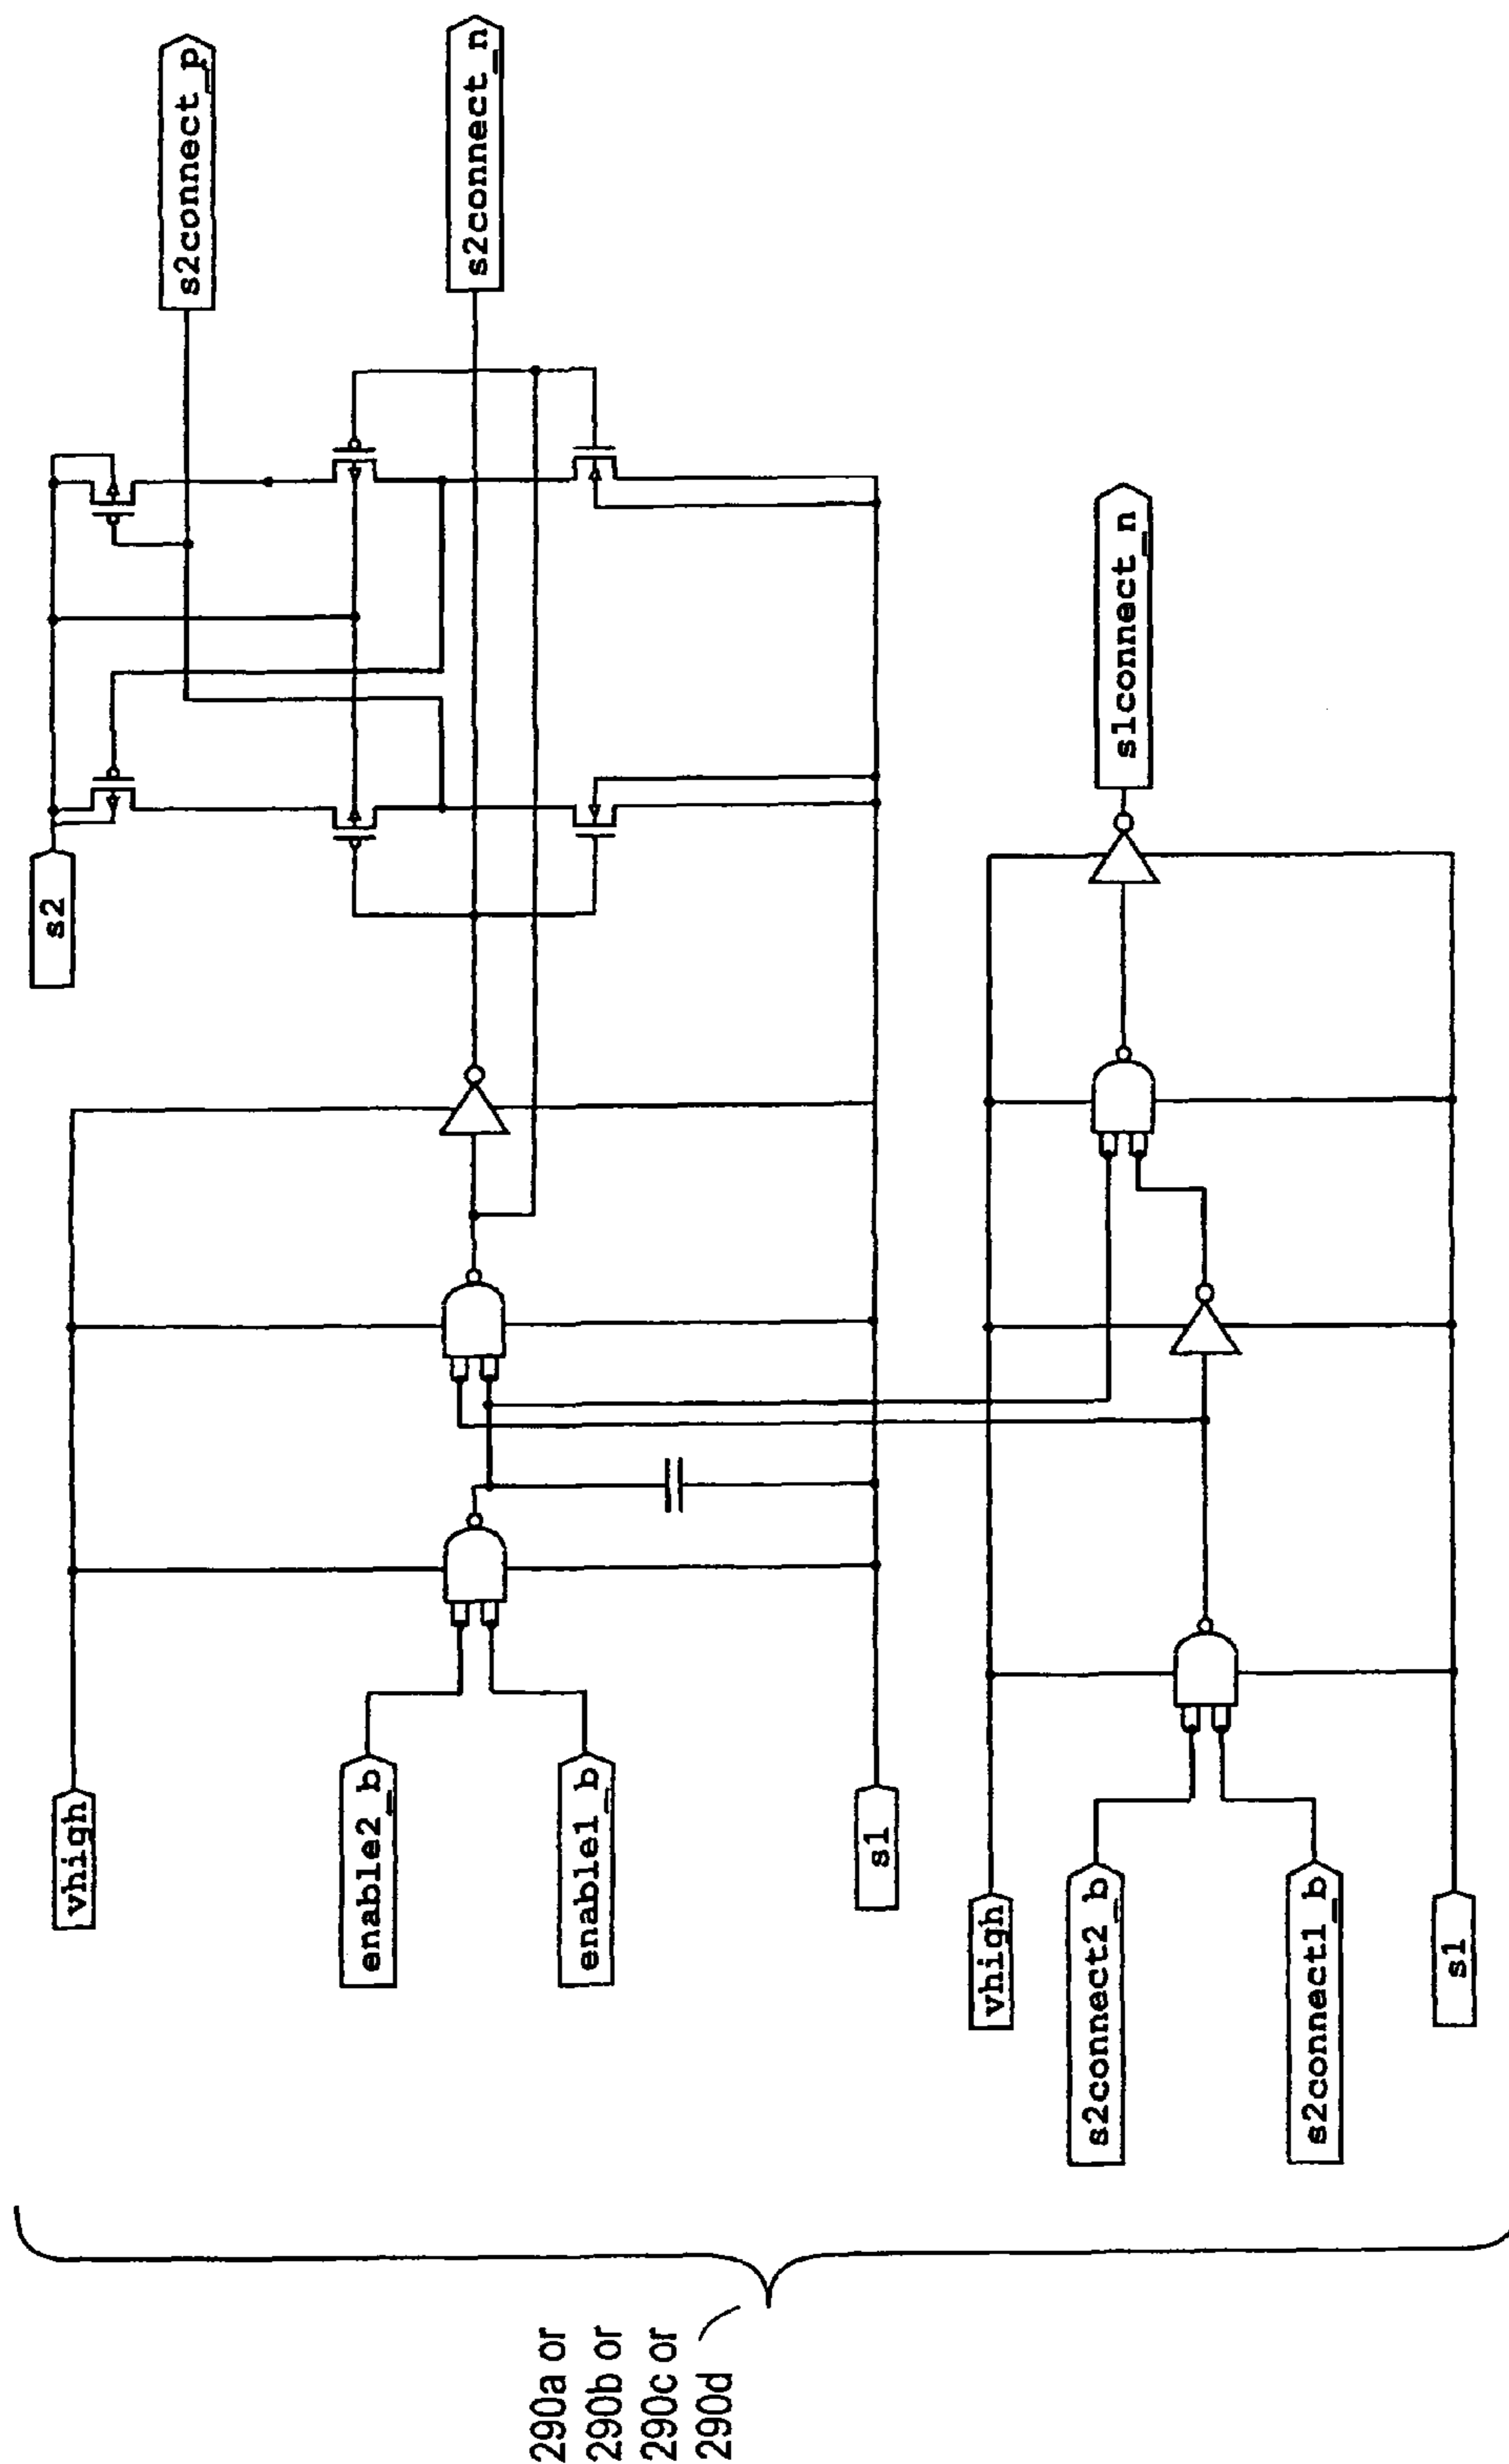 s2
s2connect_p
s2connect_n
vhigh
enable2_b
enable1_b
s1
vhigh
s2connect2_b
s2connect1_b
s1
s1connect_n
290a or
290b or
290c or
290d